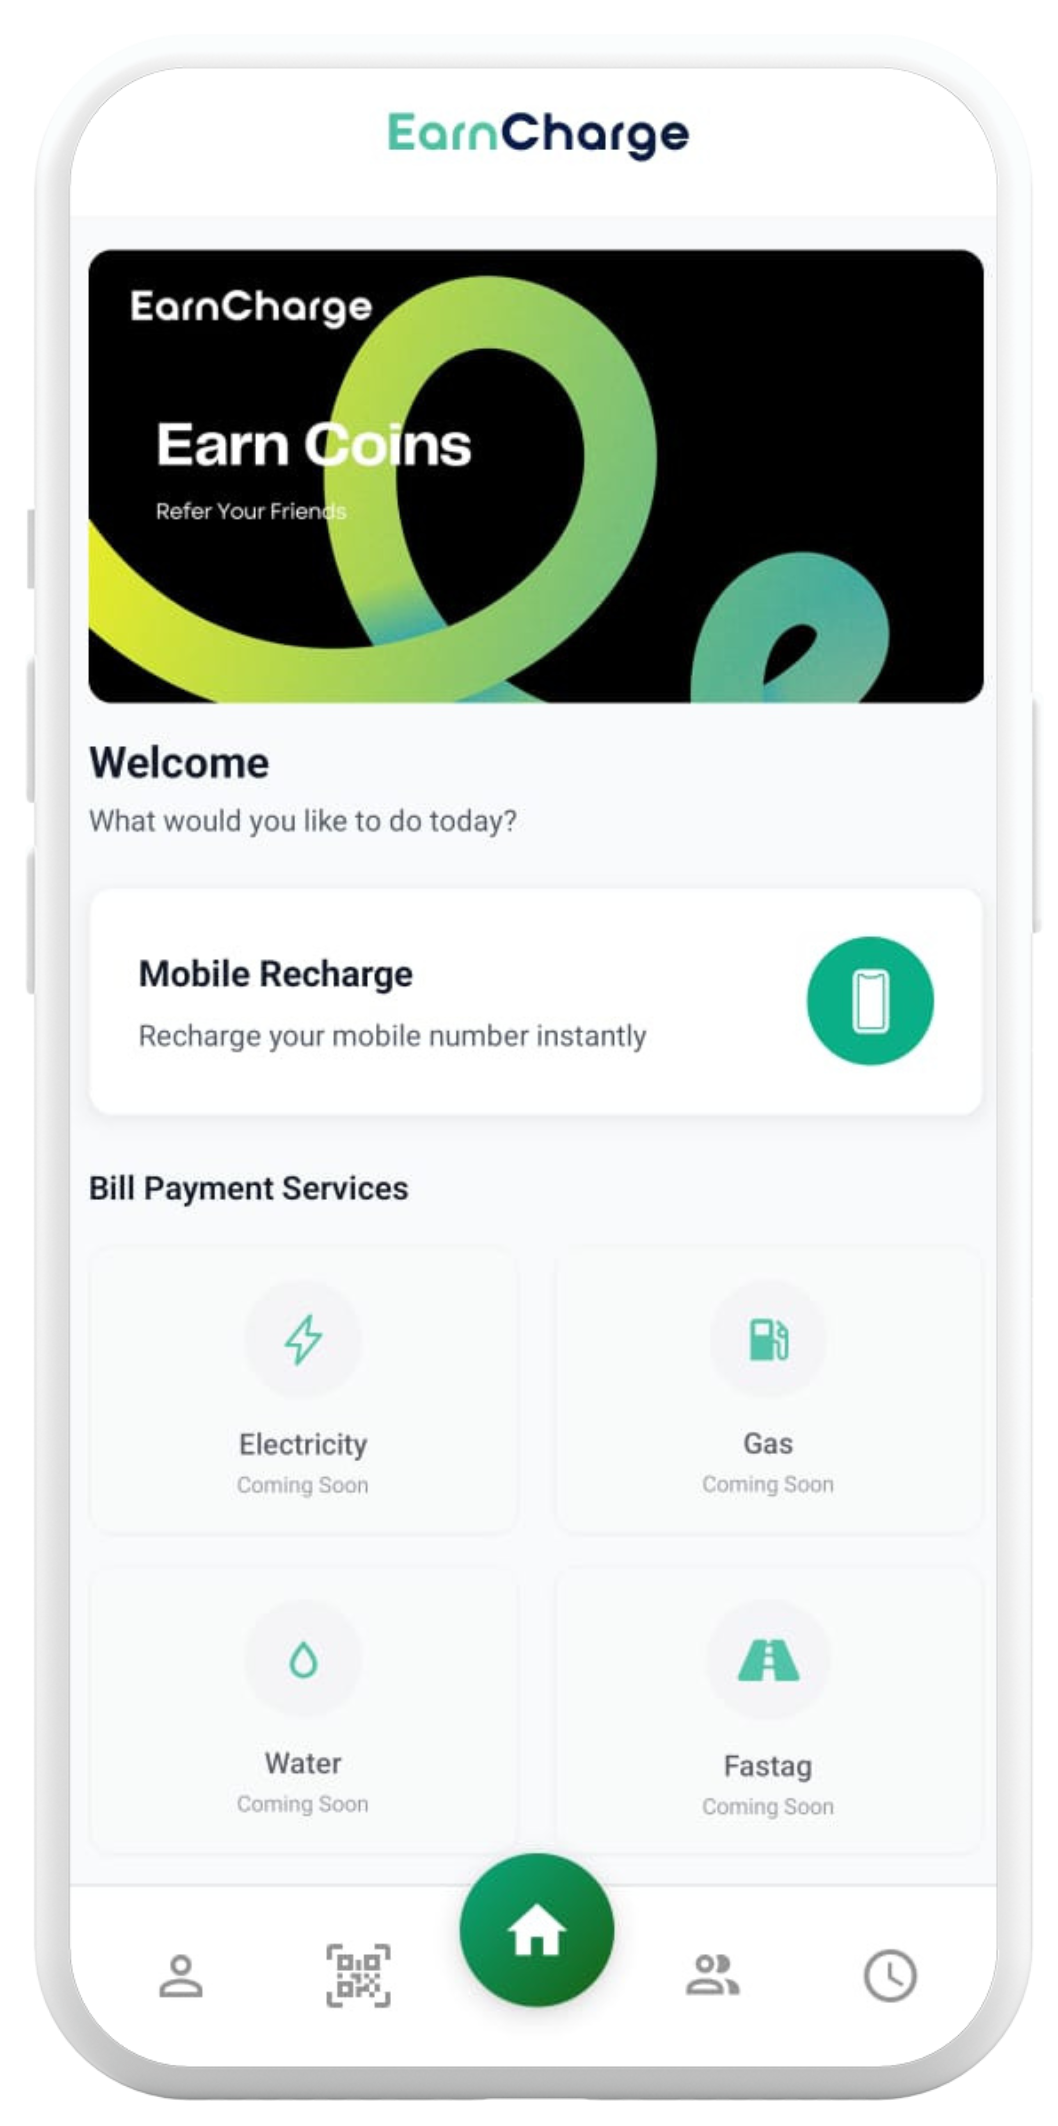 EarnCharge
EarnCharge
Earn Coins
Refer Your Friends
Welcome
What would you like to do today?
Mobile Recharge
Recharge your mobile number instantly
Bill Payment Services
Electricity
Coming Soon
Gas
Coming Soon
Water
Coming Soon
Fastag
Coming Soon